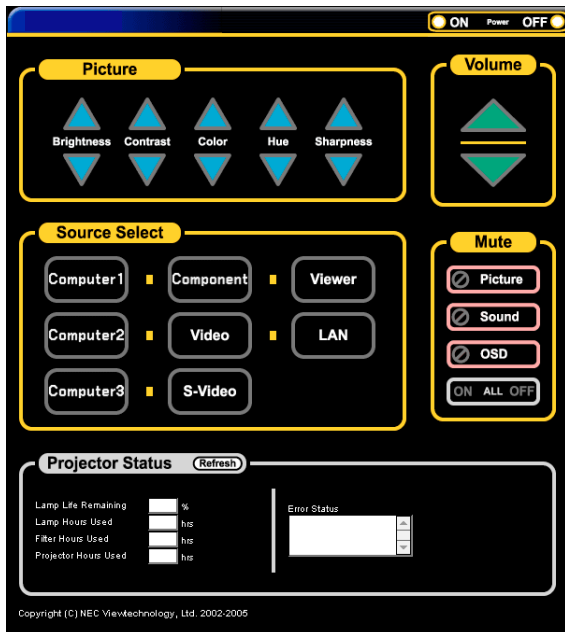 ON Power OFF
Picture
Brightness Contrast Color Hue Sharpness
Volume
Source Select
Computer1 Component Viewer
Computer2 Video LAN
Computer3 S-Video
Mute
Picture
Sound
OSD
ON ALL OFF
Projector Status Refresh
Lamp Life Remaining %
Lamp Hours Used hrs
Filter Hours Used hrs
Projector Hours Used hrs
Error Status
Copyright (C) NEC Viewtechnology, Ltd. 2002-2005